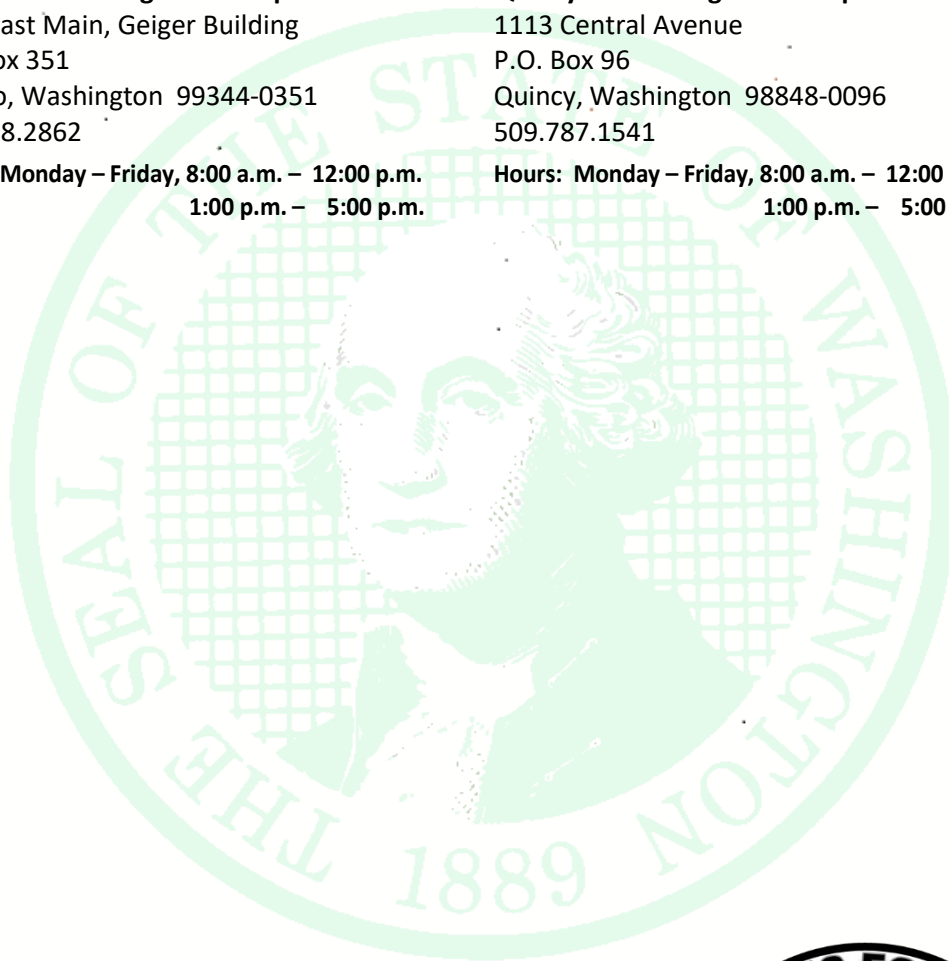 ast Main, Geiger Building
ox 351
o, Washington 99344-0351
8.2862
Monday – Friday, 8:00 a.m. – 12:00 p.m.
1:00 p.m. – 5:00 p.m.
1113 Central Avenue
P.O. Box 96
Quincy, Washington 98848-0096
509.787.1541
Hours: Monday – Friday, 8:00 a.m. – 12:00
1:00 p.m. – 5:00
THE SEAL OF THE STATE OF WASHINGTON
1889